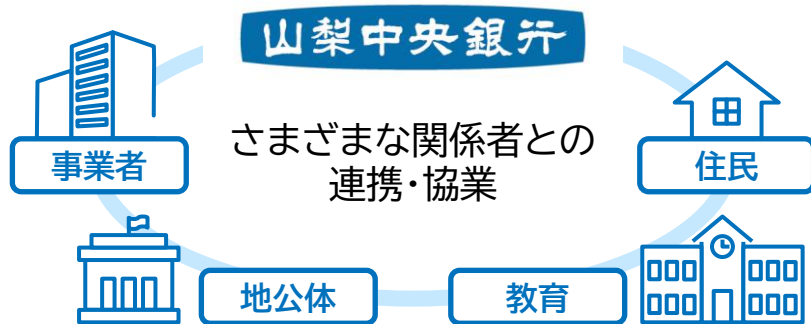 山梨中央銀行
さまざまな関係者との
連携・協業
事業者
住民
地公体
教育